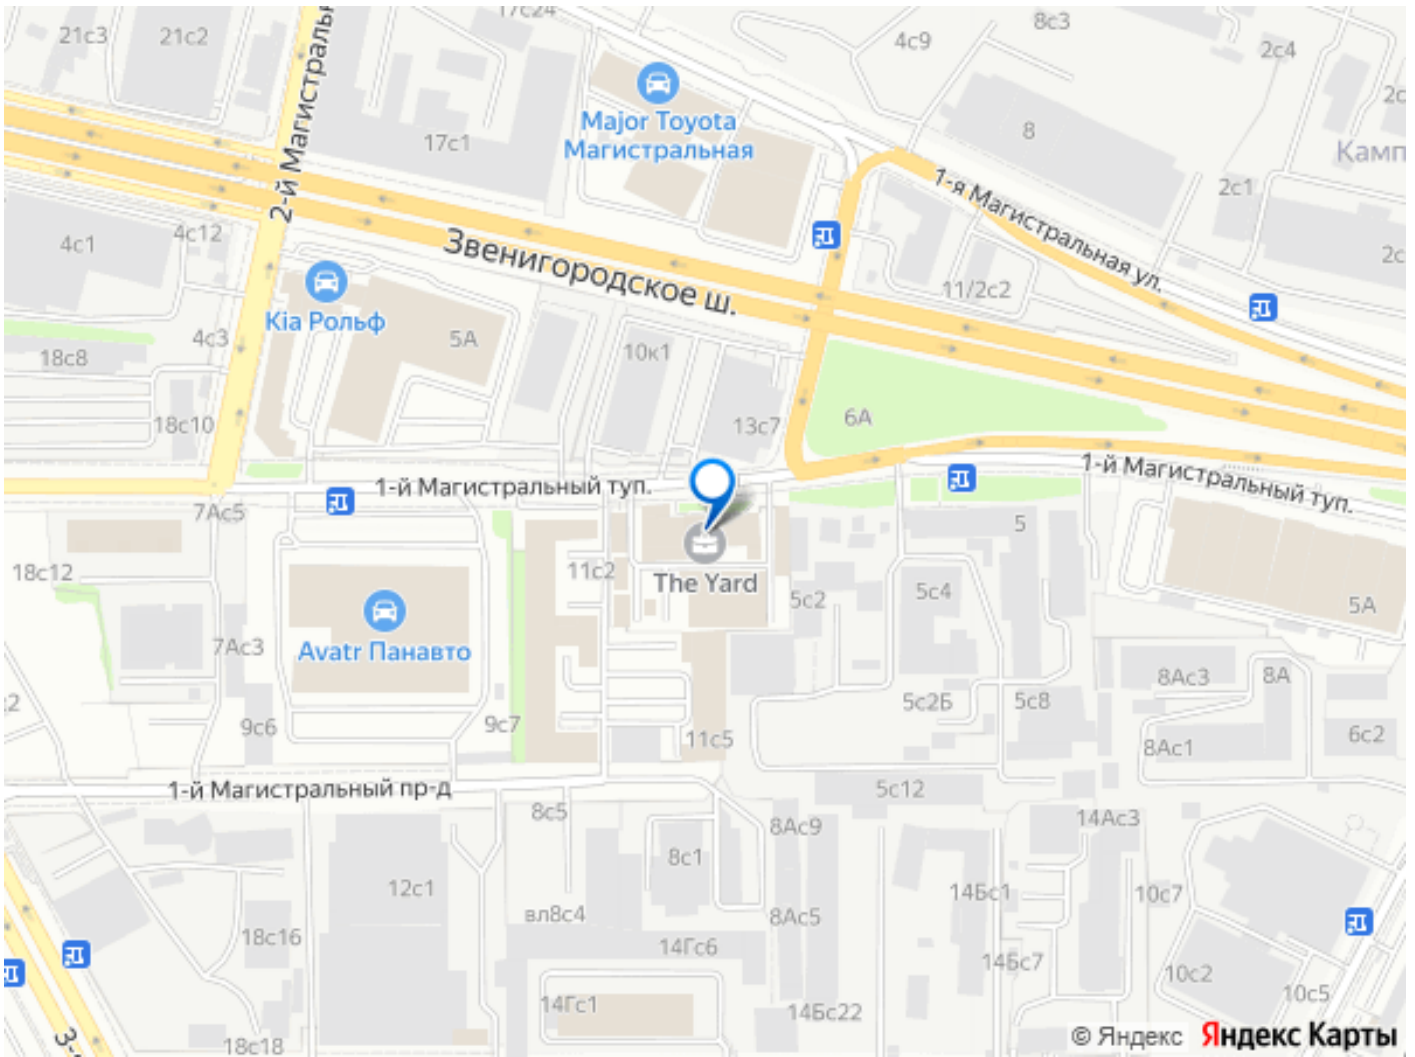 17с24
8с3
21с3
21с2
4с9
2с4
2-й Магистраль
Major Toyota
Магистральная
17с1
8
Камп
1-я Магистральная ул.
2с1
4с1
4с12
Звенигородское ш.
11/2с2
Kia Рольф
4с3
5А
10к1
18с8
18с10
13с7
6А
1-й Магистральный туп.
1-й Магистральный туп.
7Ас5
5
18с12
11с2
The Yard
5с2
5с4
5А
Avatr Панавто
7Ас3
8Ас3
8А
5с2Б
5с8
9с6
9с7
11с5
8Ас1
6с2
1-й Магистральный пр-д
5с12
8с5
8Ас9
14Ас3
8с1
12с1
14Бс1
10с7
вл8с4
8Ас5
18с16
14Гс6
14Бс7
10с2
10с5
14Гс1
14Бс22
18с18
© Яндекс Яндекс Карты